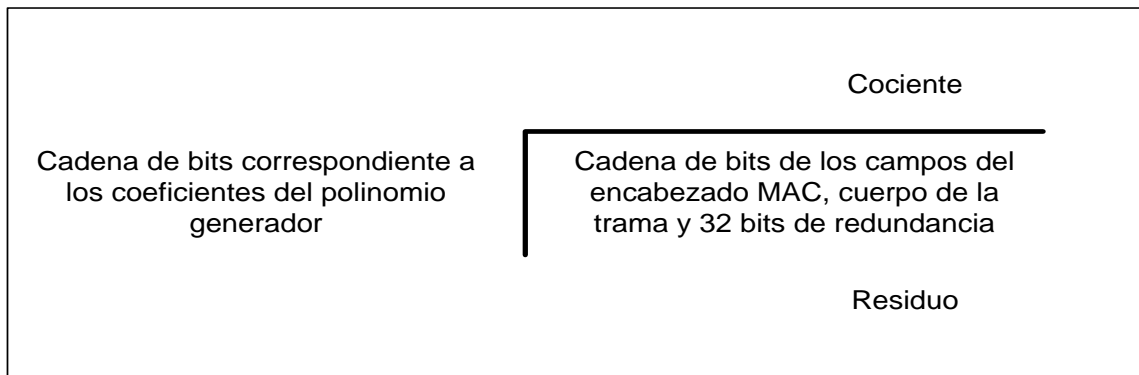 Cociente
Cadena de bits correspondiente a
los coeficientes del polinomio
generador
Cadena de bits de los campos del
encabezado MAC, cuerpo de la
trama y 32 bits de redundancia
Residuo